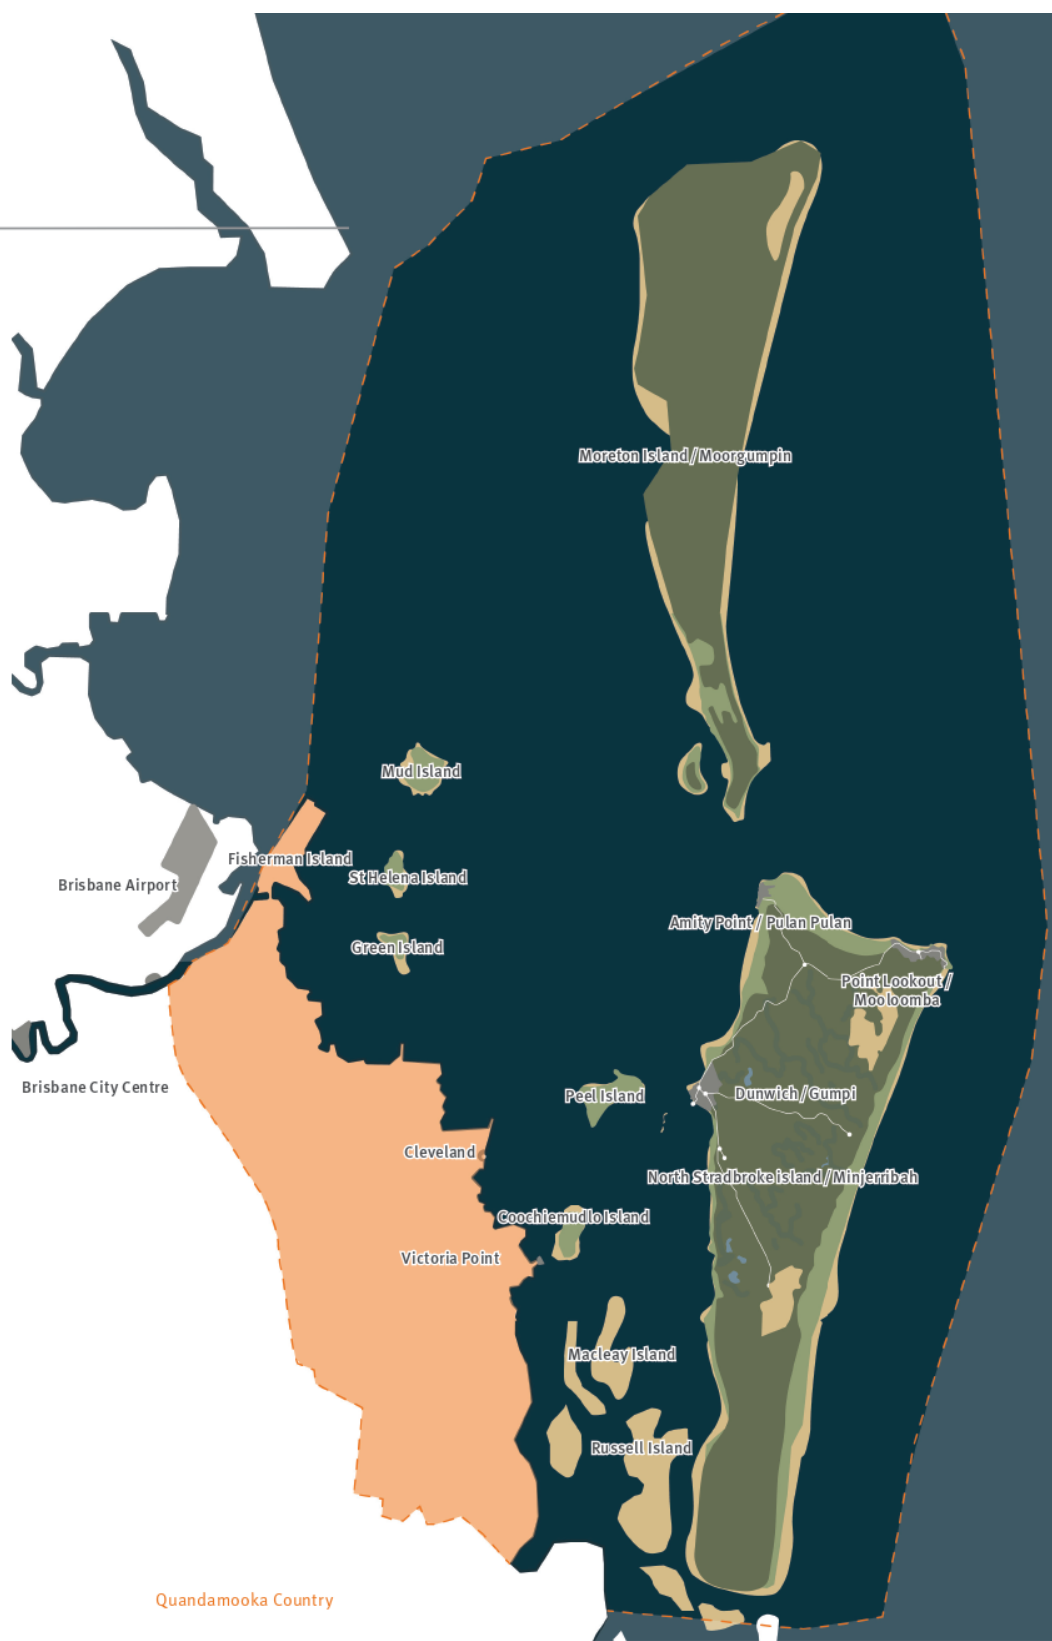 Moreton Island / Moorgumpin
Mud Island
Fisherman Island
St Helena Island
Brisbane Airport
Amity Point / Pulan Pulan
Green Island
Point Lookout /
Mooloomba
Brisbane City Centre
Peel Island
Dunwich / Gumpi
Cleveland
North Stradbroke island / Minjerribah
Coochiemudlo Island
Victoria Point
Macleay Island
Russell Island
Quandamooka Country